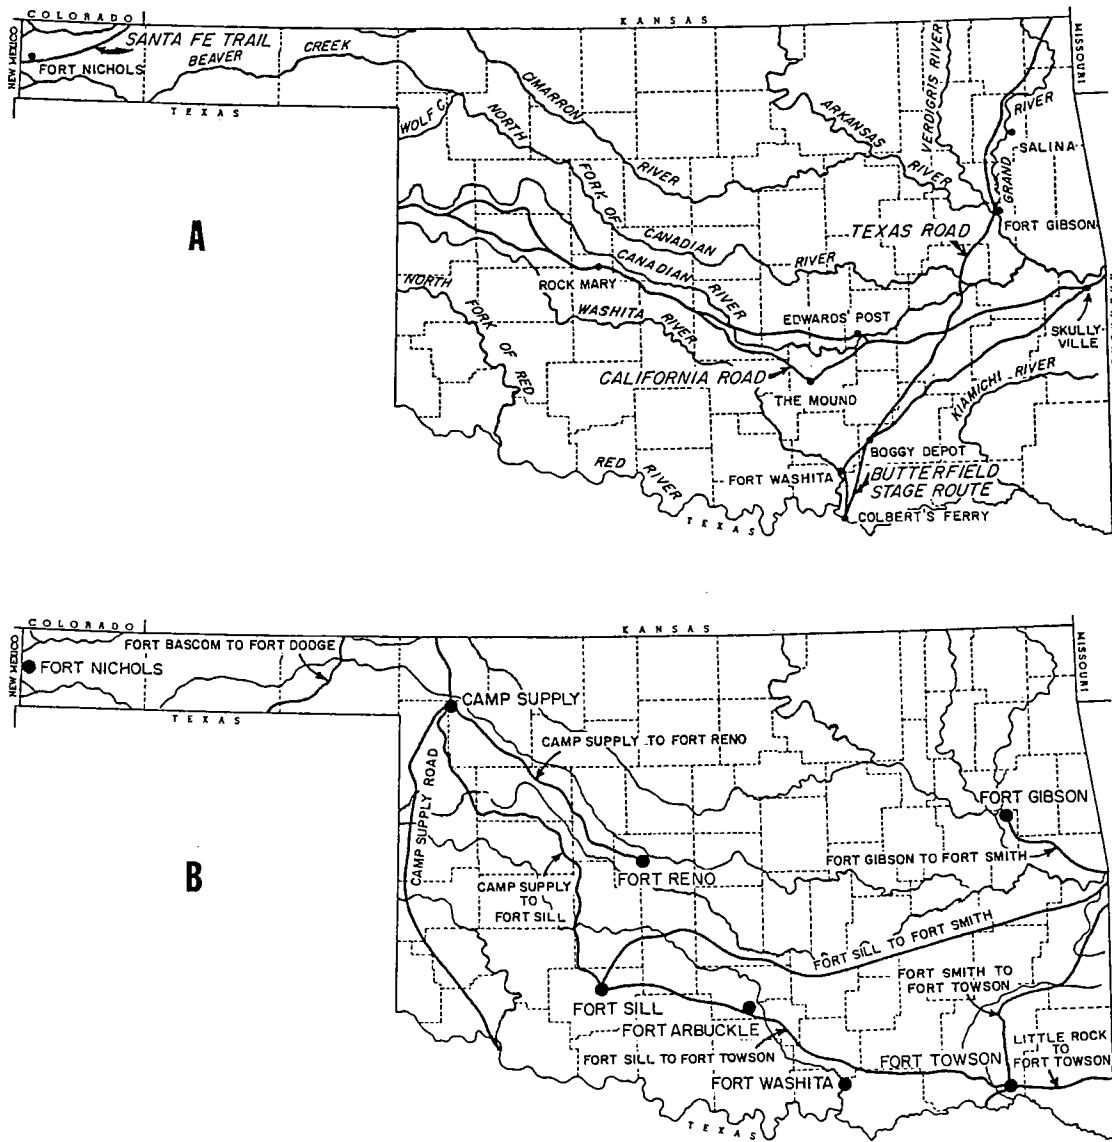 COLORADO
KANSAS
NEW MEXICO
SANTA FE TRAIL
FORT NICHOLS
BEAVER
CREEK
TEXAS
WOLF C.
NORTH
FORK OF
CANADIAN
RIVER
CIMARRON
RIVER
ARKANSAS
RIVER
VERDIGRIS RIVER
MISSOURI
GRAND
RIVER
SALINA
FORT GIBSON
A
TEXAS ROAD
CANADIAN
RIVER
ROCK MARY
NORTH
FORK
OF
RED
WASHITA
RIVER
EDWARDS' POST
SKULLY-
VILLE
CALIFORNIA ROAD
THE MOUND
KIAMICHI RIVER
BOGGY DEPOT
FORT WASHITA
BUTTERFIELD
STAGE ROUTE
RED
RIVER
COLBERT'S FERRY
TEXAS
COLORADO
KANSAS
NEW MEXICO
FORT BASCOM TO FORT DODGE
FORT NICHOLS
MISSOURI
TEXAS
CAMP SUPPLY
CAMP SUPPLY TO FORT RENO
CAMP SUPPLY ROAD
FORT GIBSON
B
FORT GIBSON TO FORT SMITH
FORT RENO
CAMP SUPPLY
TO
FORT SILL
FORT SILL TO FORT SMITH
FORT SMITH TO
FORT TOWSON
FORT SILL
FORT ARBUCKLE
LITTLE ROCK
TO
FORT TOWSON
FORT SILL TO FORT TOWSON
FORT TOWSON
FORT WASHITA
TEXAS